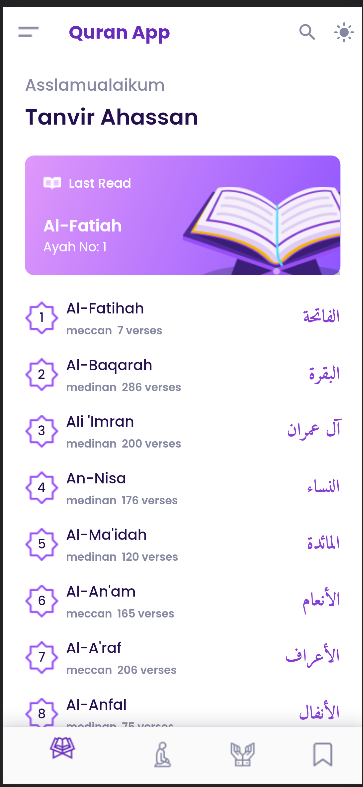 Quran App
Asslamualaikum
Tanvir Ahassan
Last Read
Al-Fatiah
Ayah No: 1
1 Al-Fatihah الفاتحة
meccan 7 verses
2 Al-Baqarah البقرة
medinan 286 verses
3 Ali 'Imran آل عمران
medinan 200 verses
4 An-Nisa النساء
medinan 176 verses
5 Al-Ma'idah المائدة
medinan 120 verses
6 Al-An'am الأنعام
meccan 165 verses
7 Al-A'raf الأعراف
meccan 206 verses
8 Al-Anfal الأنفال
medinan 75 verses